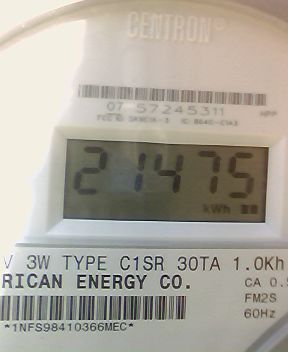 CENTRON®
07 57245311
21475
kWh
V 3W TYPE C1SR 30TA 1.0Kh
RICAN ENERGY CO.
CA 0.5
FM2S
60Hz
*1NFS98410366MEC*